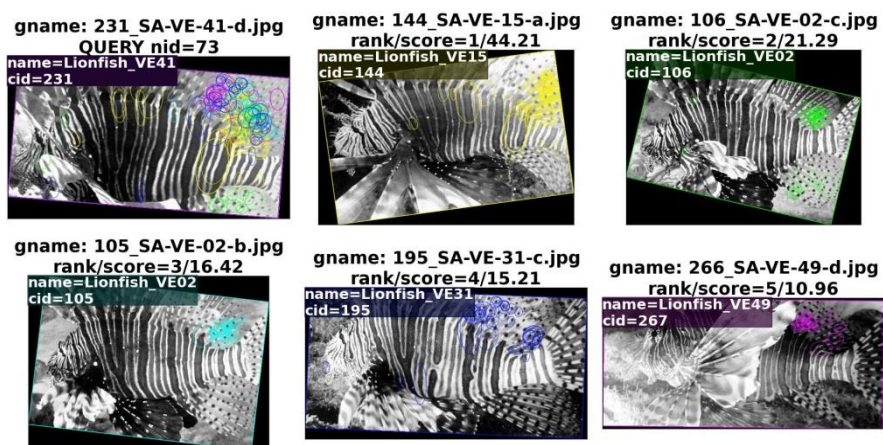 gname: 231_SA-VE-41-d.jpg
QUERY nid=73
name=Lionfish_VE41
cid=231
gname: 144_SA-VE-15-a.jpg
rank/score=1/44.21
name=Lionfish_VE15
cid=144
gname: 106_SA-VE-02-c.jpg
rank/score=2/21.29
name=Lionfish_VE02
cid=106
gname: 105_SA-VE-02-b.jpg
rank/score=3/16.42
name=Lionfish_VE02
cid=105
gname: 195_SA-VE-31-c.jpg
rank/score=4/15.21
name=Lionfish_VE31
cid=195
gname: 266_SA-VE-49-d.jpg
rank/score=5/10.96
name=Lionfish_VE49
cid=267